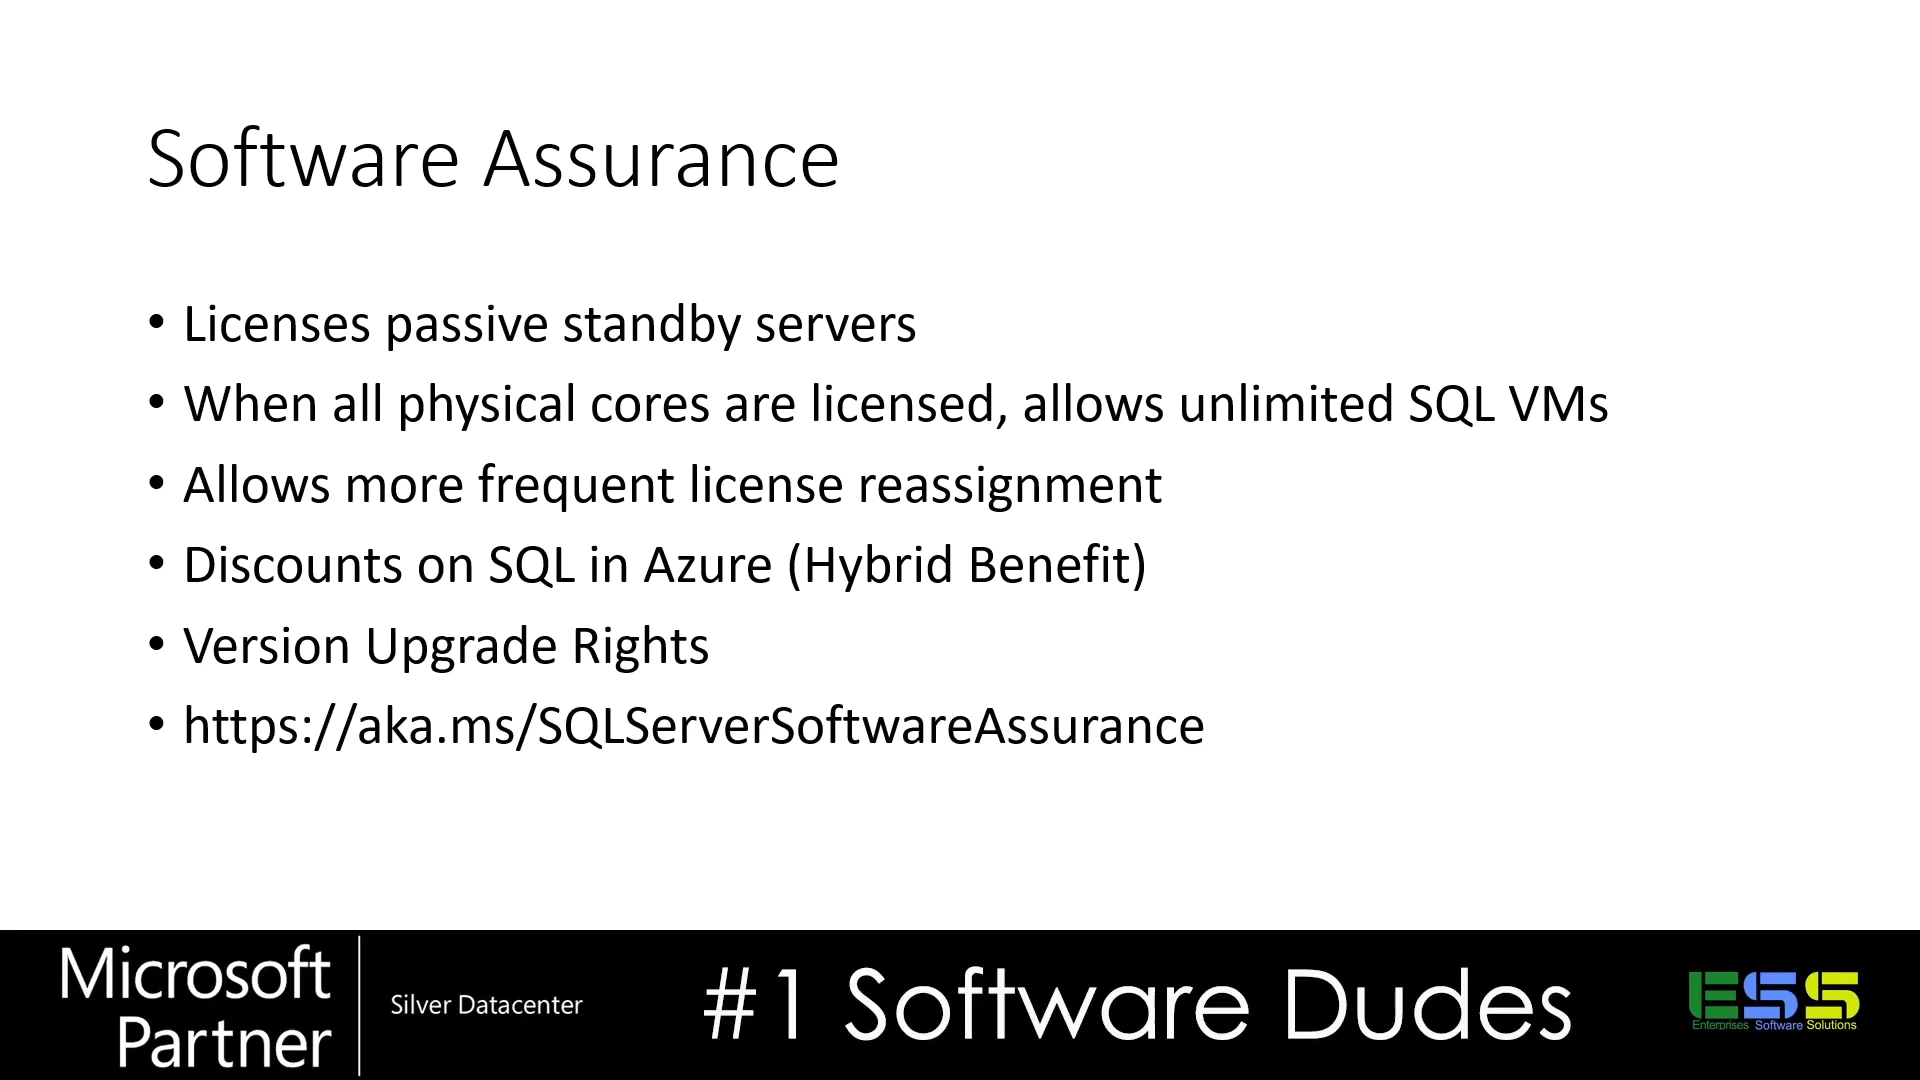 Software Assurance
• Licenses passive standby servers
• When all physical cores are licensed, allows unlimited SQL VMs
• Allows more frequent license reassignment
• Discounts on SQL in Azure (Hybrid Benefit)
• Version Upgrade Rights
• https://aka.ms/SQLServerSoftwareAssurance
Microsoft
Partner
Silver Datacenter
#1 Software Dudes
ESS
Enterprises Software Solutions